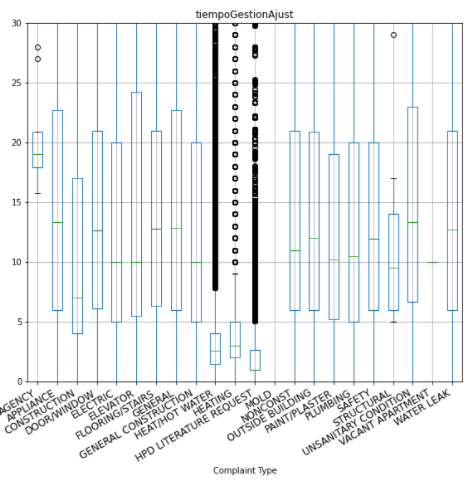 tiempoGestionAjust
30
25
20
15
10
5
0
AGENCY
APPLIANCE
CONSTRUCTION
DOOR/WINDOW
ELECTRIC
ELEVATOR
FLOORING/STAIRS
GENERAL
GENERAL CONSTRUCTION
HEAT/HOT WATER
HEATING
HPD LITERATURE REQUEST
MOLD
NONCONST
OUTSIDE BUILDING
PAINT/PLASTER
PLUMBING
SAFETY
STRUCTURAL
UNSANITARY CONDITION
VACANT APARTMENT
WATER LEAK
Complaint Type